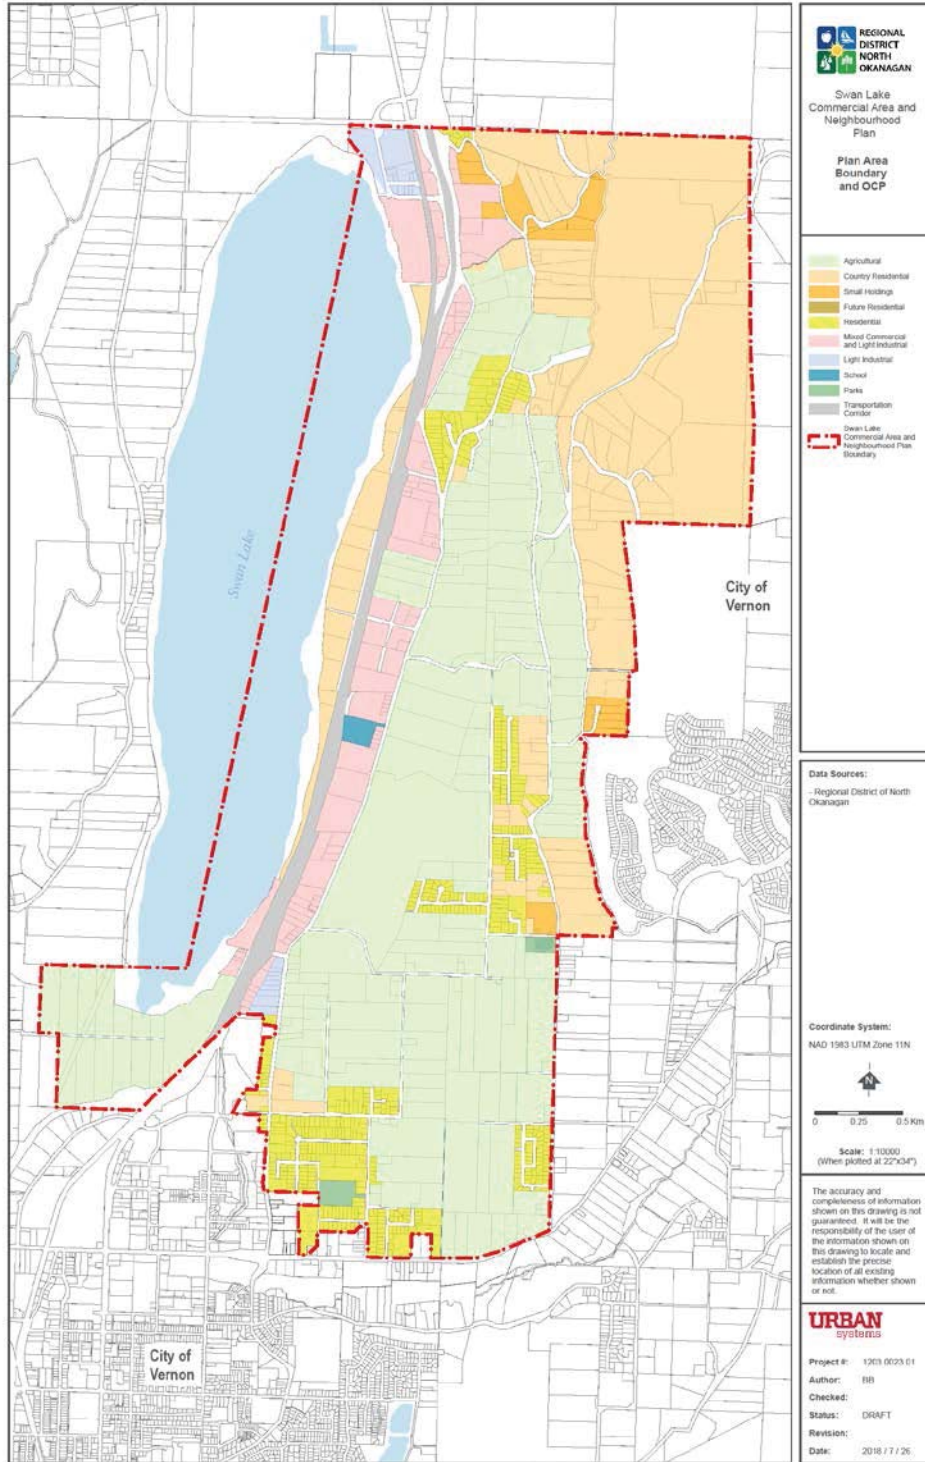 REGIONAL
DISTRICT
NORTH
OKANAGAN
Swan Lake
Commercial Area and
Neighbourhood
Plan
Plan Area
Boundary
and OCP
Agricultural
Country Residential
Small Holdings
Future Residential
Residential
Mixed Commercial
and Light Industrial
Light Industrial
School
Parks
Transportation
Corridor
Swan Lake
Commercial Area and
Neighbourhood Plan
Boundary
Swan Lake
City of
Vernon
Data Sources:
- Regional District of North
Okanagan
Coordinate System:
NAD 1983 UTM Zone 11N
N
0 0.25 0.5 Km
Scale: 1:10000
(When plotted at 22"x34")
The accuracy and
completeness of information
shown on this drawing is not
guaranteed. It will be the
responsibility of the user of
the information shown on
this drawing to locate and
establish the precise
location of all existing
information whether shown
or not.
URBAN
systems
City of
Vernon
Project #: 1203.0023.01
Author: BB
Checked:
Status: DRAFT
Revision:
Date: 2018 / 7 / 26